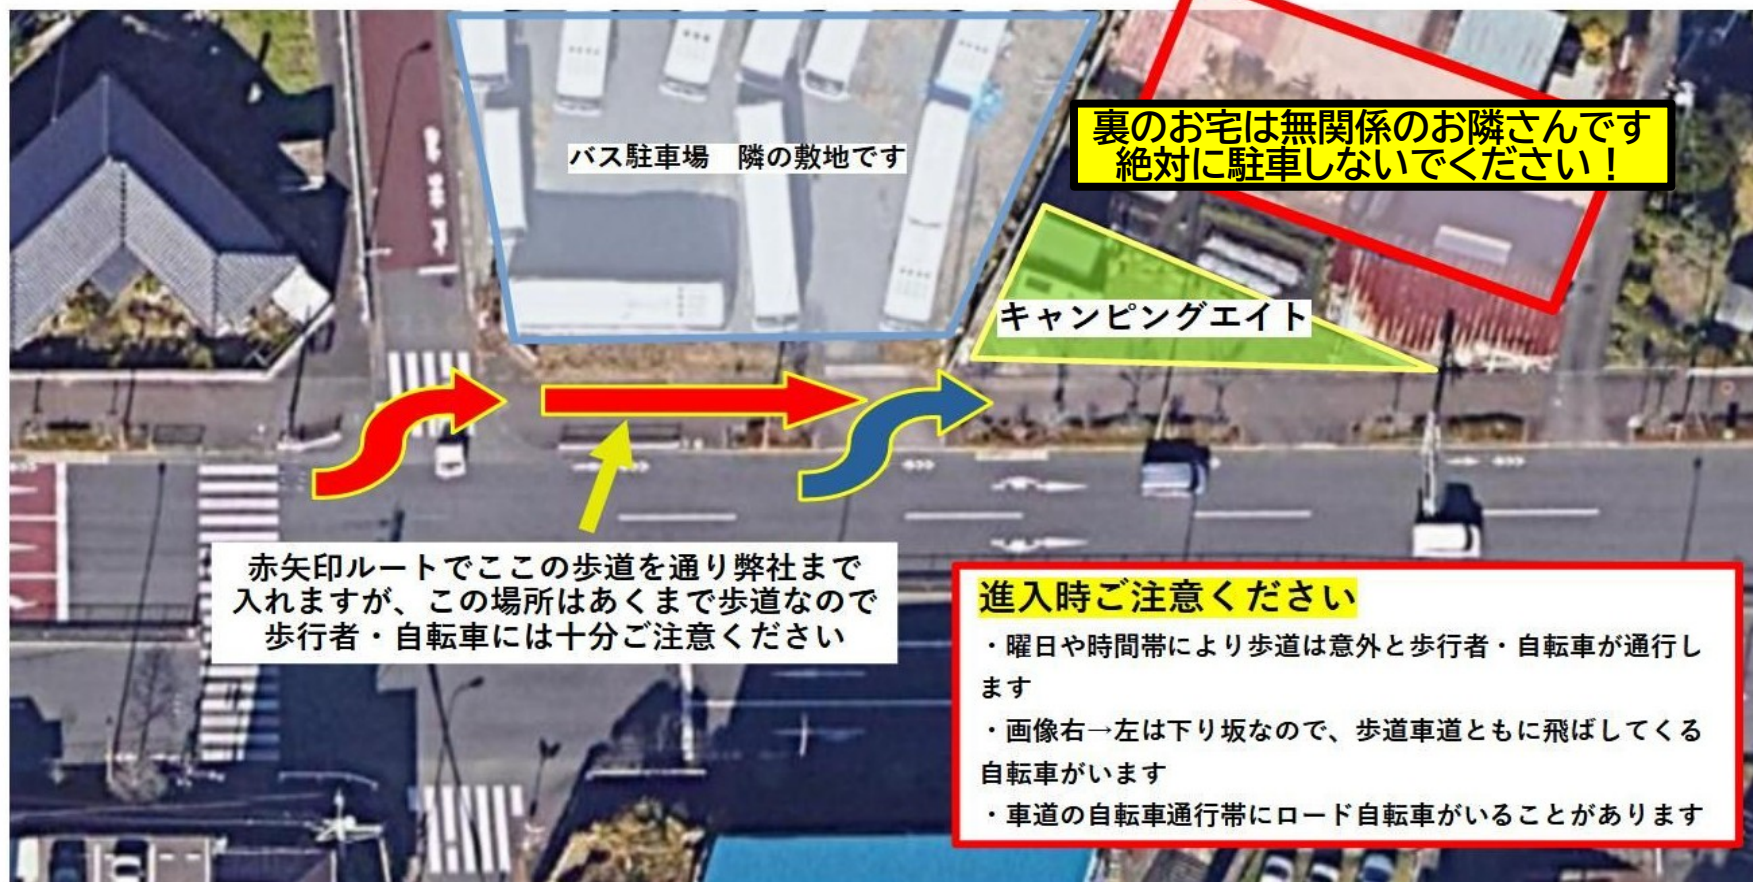 裏のお宅は無関係のお隣さんです
絶対に駐車しないでください！
バス駐車場　隣の敷地です
キャンピングエイト
赤矢印ルートでここの歩道を通り弊社まで
入れますが、この場所はあくまで歩道なので
歩行者・自転車には十分ご注意ください
進入時ご注意ください
・曜日や時間帯により歩道は意外と歩行者・自転車が通行し
ます
・画像右→左は下り坂なので、歩道車道ともに飛ばしてくる
自転車がいます
・車道の自転車通行帯にロード自転車がいることがあります